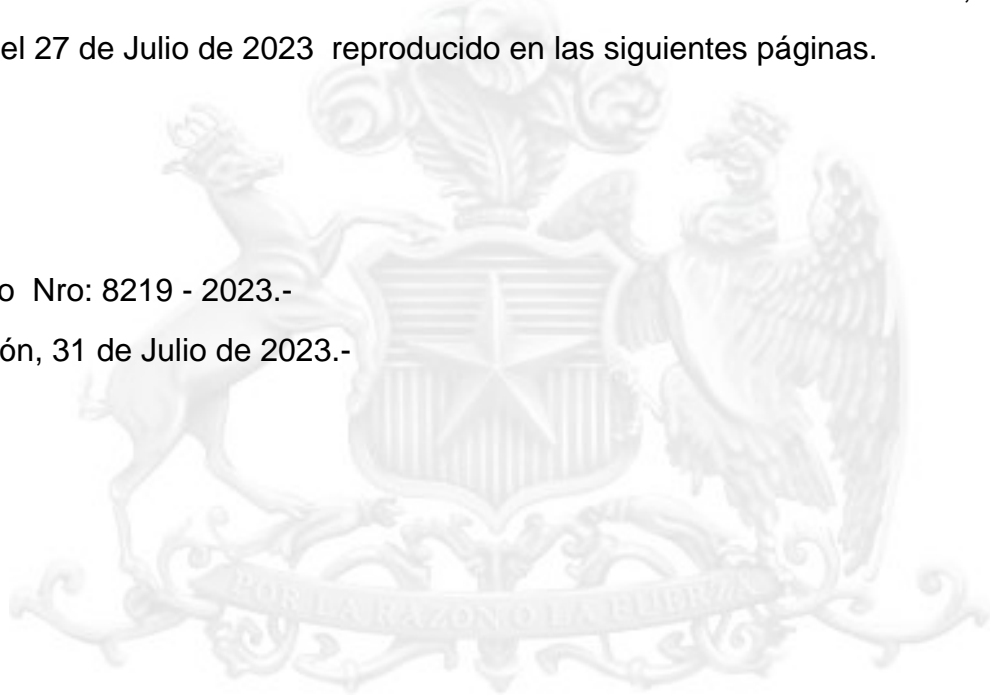 el 27 de Julio de 2023 reproducido en las siguientes páginas.
o Nro: 8219 - 2023.-
ón, 31 de Julio de 2023.-
POR LA RAZON O LA FUERZA